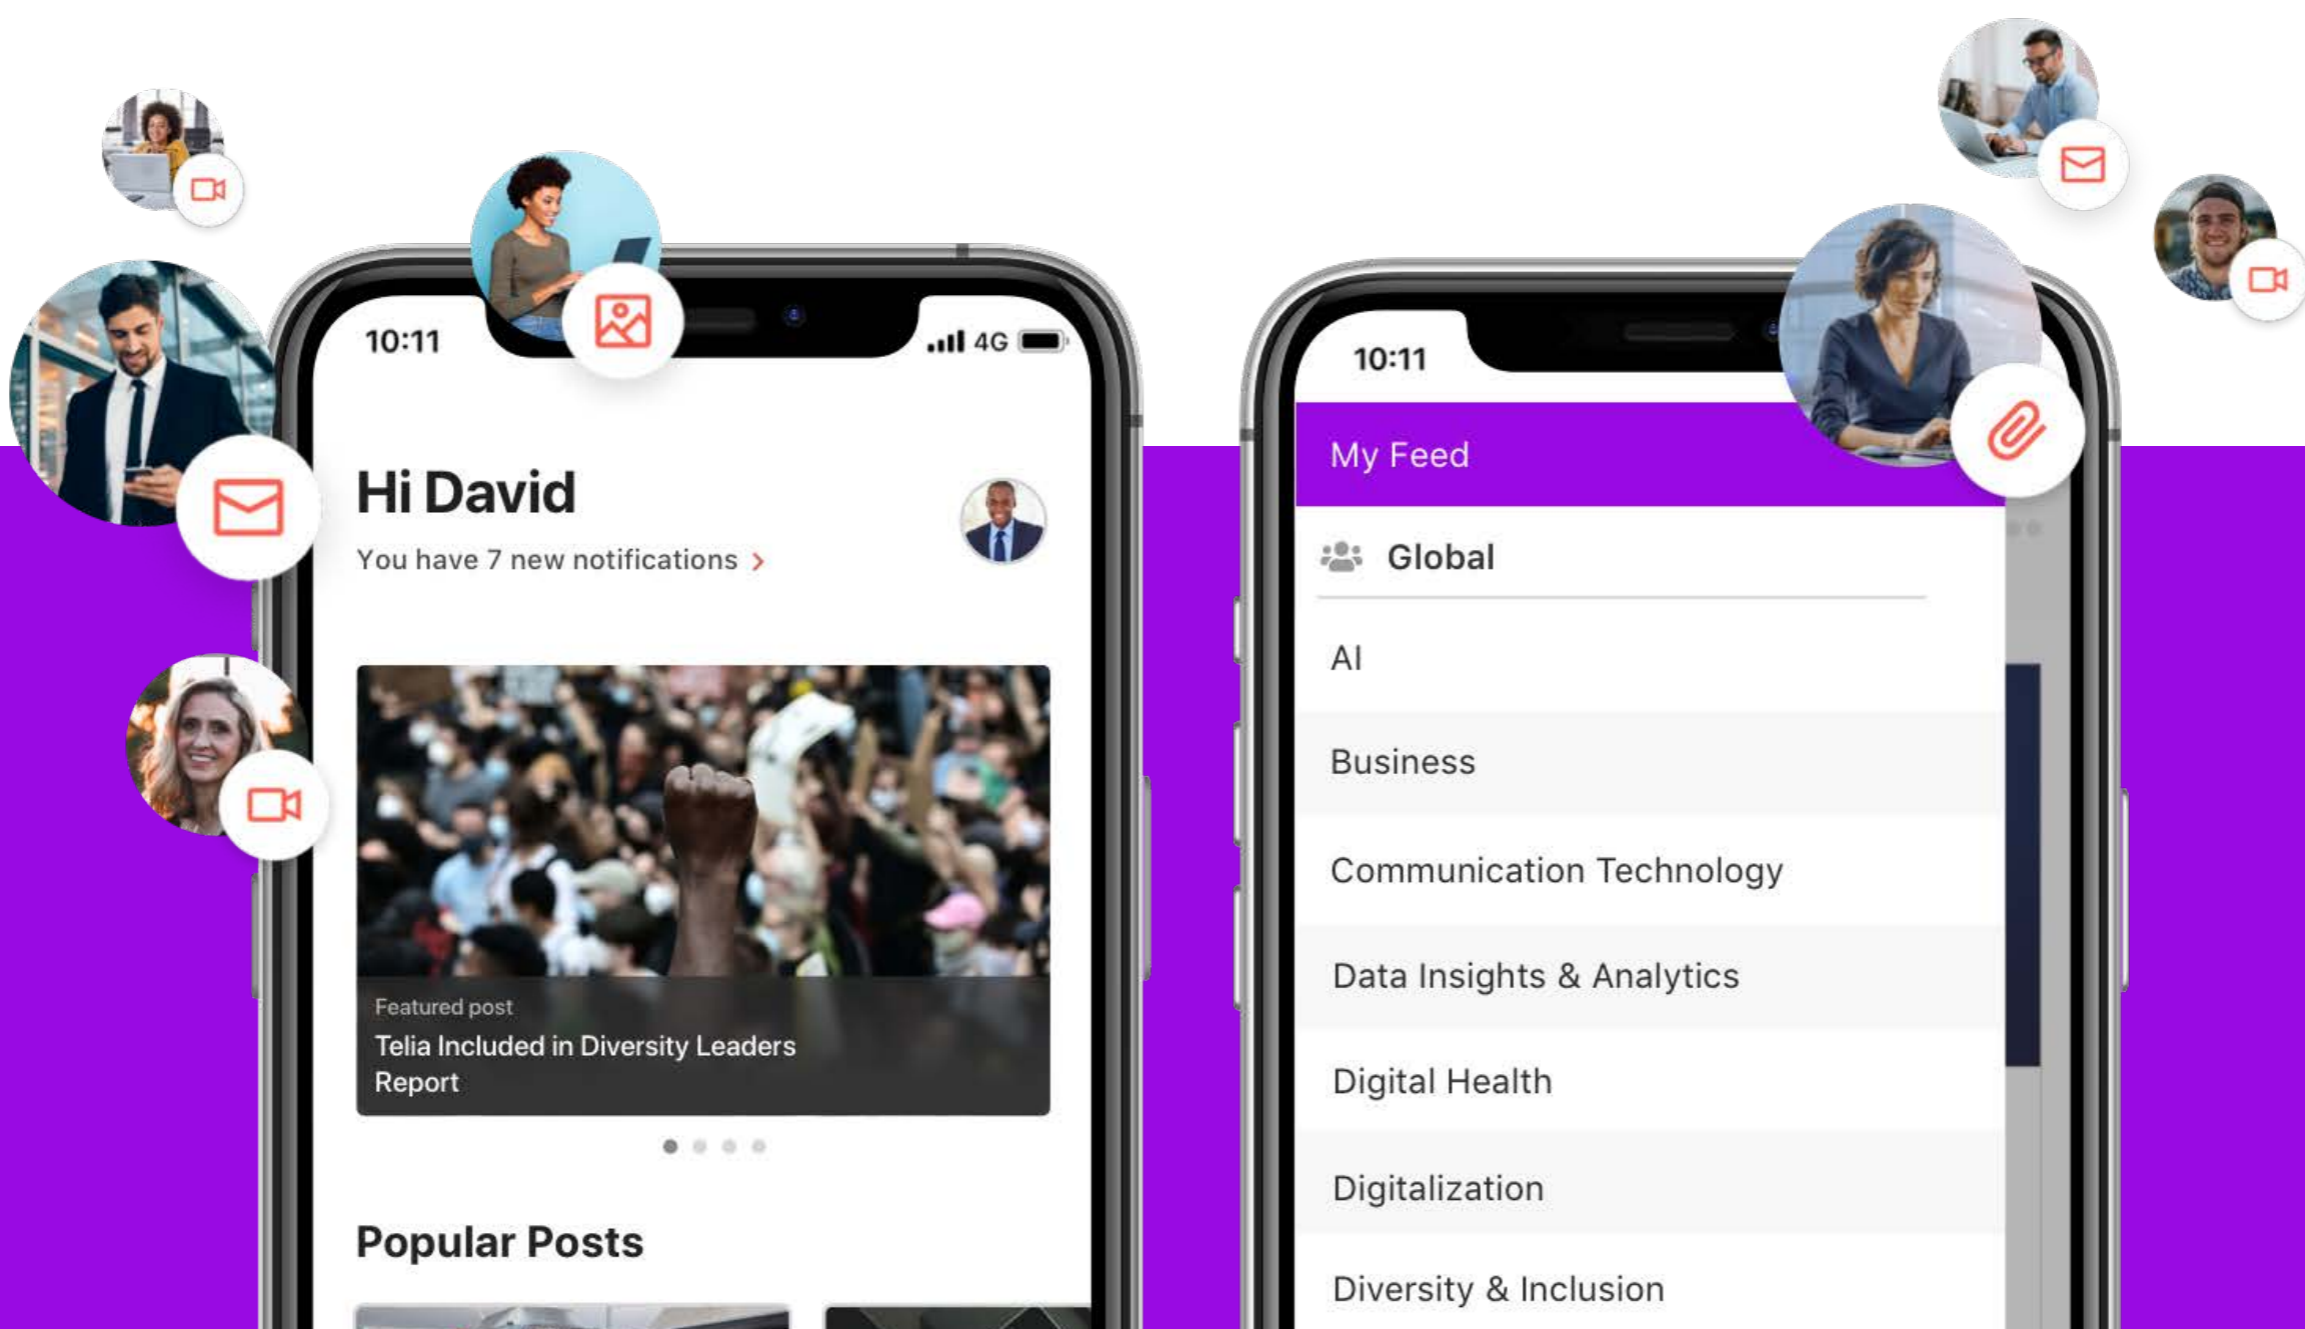 10:11
4G
Hi David
You have 7 new notifications
Featured post
Telia Included in Diversity Leaders
Report
Popular Posts
10:11
My Feed
Global
AI
Business
Communication Technology
Data Insights & Analytics
Digital Health
Digitalization
Diversity & Inclusion